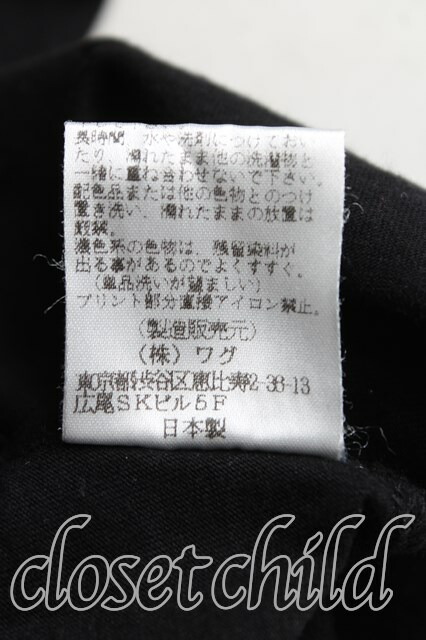 長時間 水や洗剤につけておい
たり、濡れたまま他の洗濯物と
一緒に重ね合わせないで下さい。
配色品または他の色物とのつけ
置き洗い、濡れたままの放置は
厳禁。
濃色系の色物は、残留染料が
出る事があるのでよくすすぐ。
(単品洗いが望ましい)
プリント部分直接アイロン禁止。
(製造販売元)
(株)ワグ
東京都渋谷区恵比寿2-38-13
広尾SKビル5F
日本製
closet child